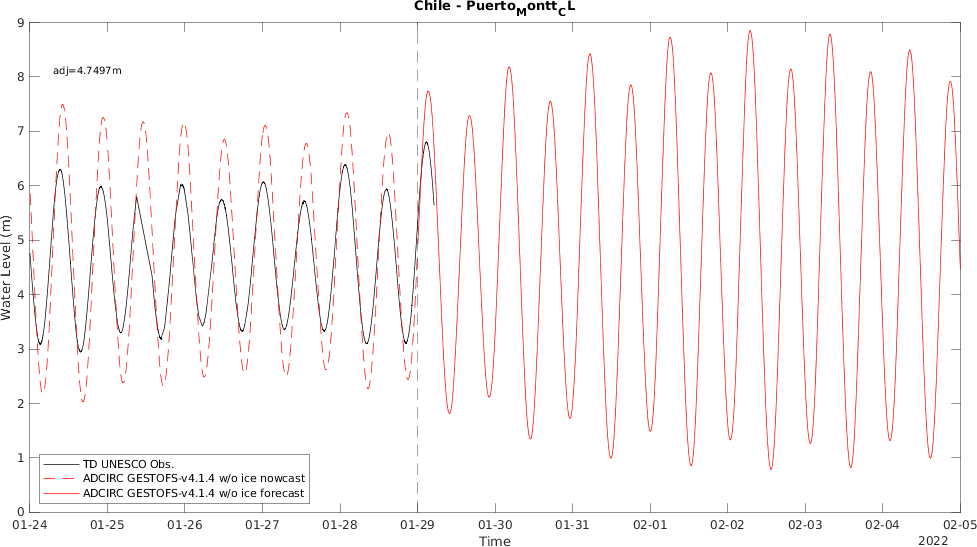 Chile - PuertoMonttCL
9
8
7
6
5
4
3
2
1
0
Water Level (m)
adj=4.7497m
TD UNESCO Obs.
ADCIRC GESTOFS-v4.1.4 w/o ice nowcast
ADCIRC GESTOFS-v4.1.4 w/o ice forecast
01-24 01-25 01-26 01-27 01-28 01-29 01-30 01-31 02-01 02-02 02-03 02-04 02-05
Time
2022